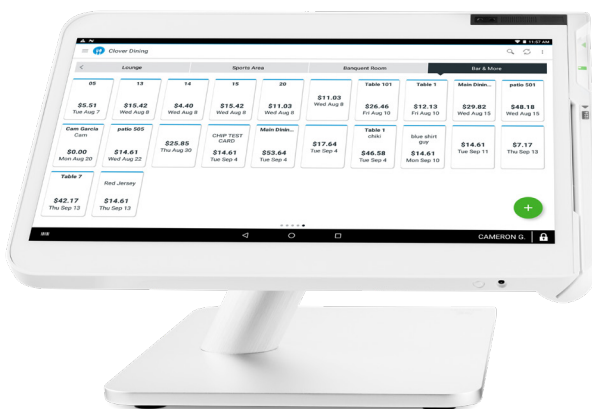 11:57 AM
Clover Dining
Lounge Sports Area Banquent Room Bar & More
05 13 14 15 20 Table 101 Table 1 Main Dinin... patio 501
$11.03
Wed Aug 8
$5.51 $15.42 $4.40 $15.42 $11.03 $26.46 $12.13 $29.82 $48.18
Tue Aug 7 Wed Aug 8 Wed Aug 8 Wed Aug 8 Wed Aug 8 Fri Aug 10 Fri Aug 10 Wed Aug 15 Wed Aug 15
Cam Garcia patio 505 Main Dinin... Table 1
Cam CHIP TEST CARD chiki blue shirt guy
$25.85 $17.64 $14.61 $7.17
Thu Aug 30 Tue Sep 4 Tue Sep 11 Thu Sep 13
$0.00 $14.61 $14.61 $53.64 $46.58 $14.61
Mon Aug 20 Wed Aug 22 Tue Sep 4 Tue Sep 4 Tue Sep 4 Mon Sep 10
Table 7
Red Jersey
$42.17 $14.61
Thu Sep 13 Thu Sep 13
CAMERON G.